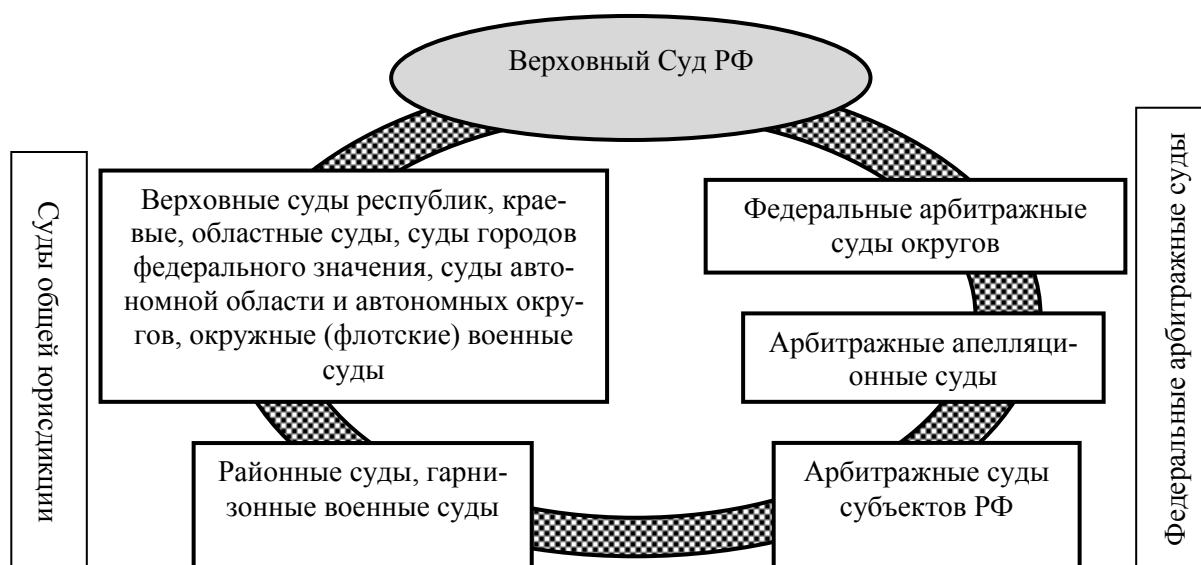 Верховный Суд РФ
Суды общей юрисдикции
Верховные суды республик, крае-
вые, областные суды, суды городов
федерального значения, суды авто-
номной области и автономных окру-
гов, окружные (флотские) военные
суды
Районные суды, гарни-
зонные военные суды
Федеральные арбитражные
суды округов
Арбитражные апелляци-
онные суды
Арбитражные суды
субъектов РФ
Федеральные арбитражные суды